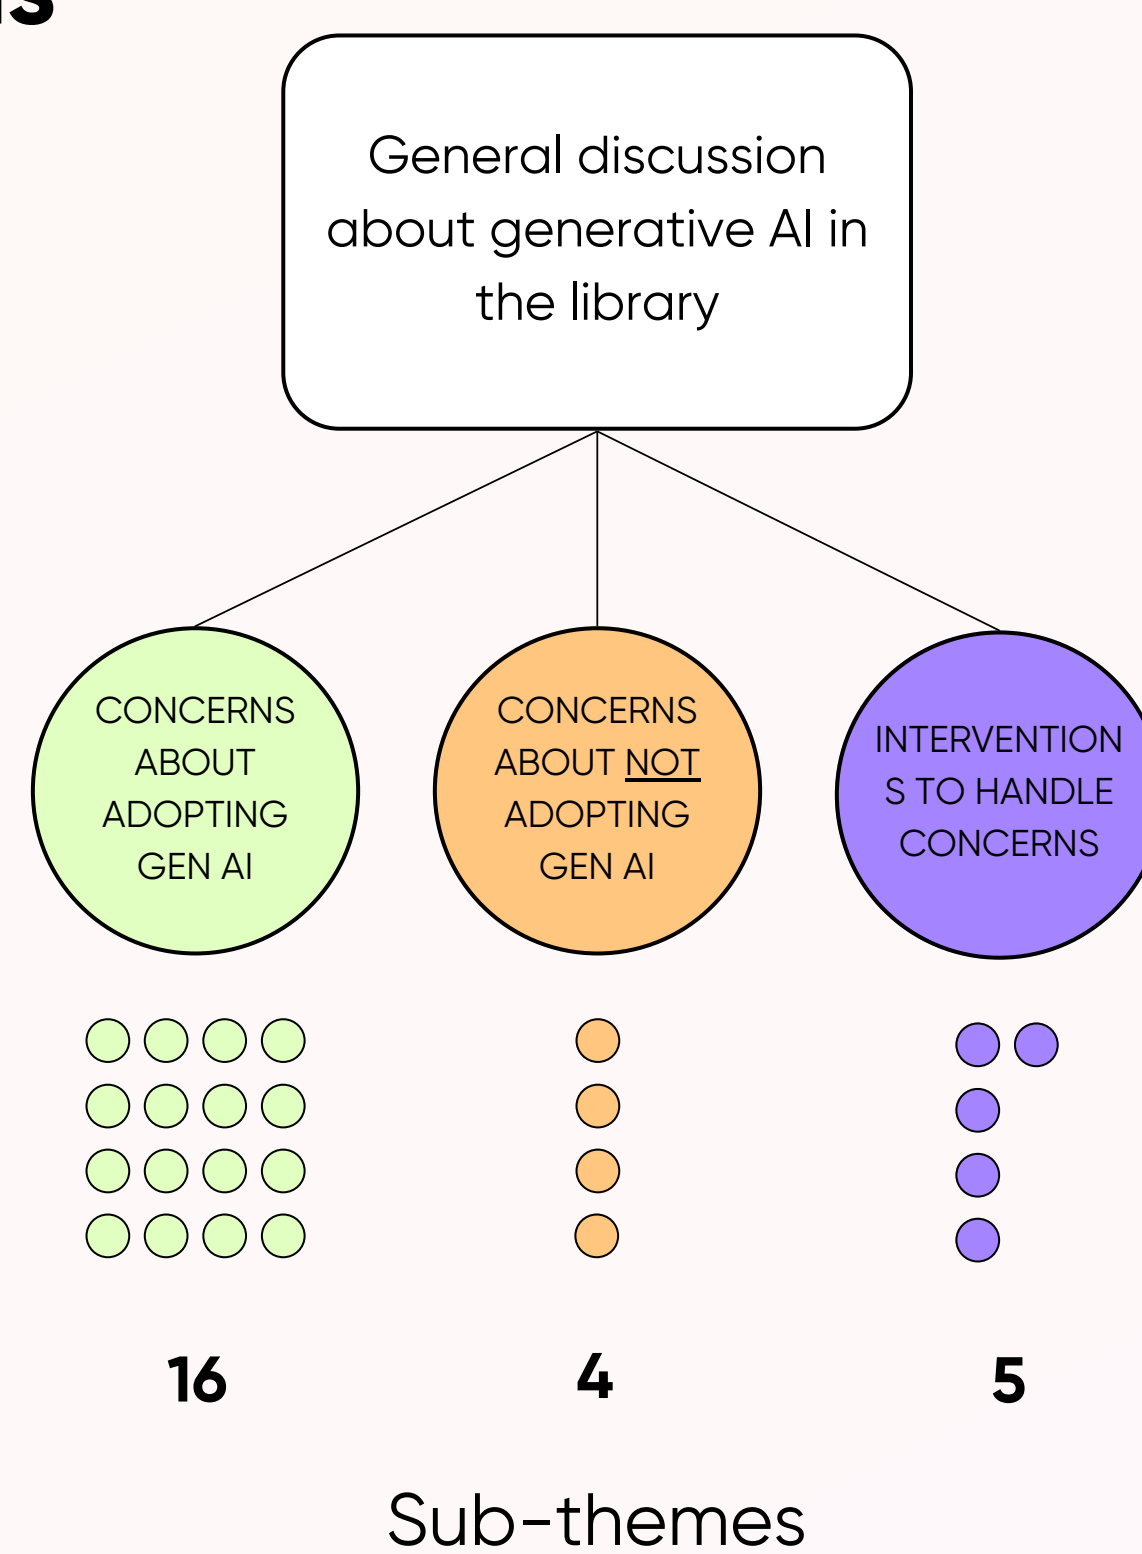 General discussion
about generative AI in
the library
CONCERNS
ABOUT
ADOPTING
GEN AI
CONCERNS
ABOUT NOT
ADOPTING
GEN AI
INTERVENTION
S TO HANDLE
CONCERNS
16
4
5
Sub-themes